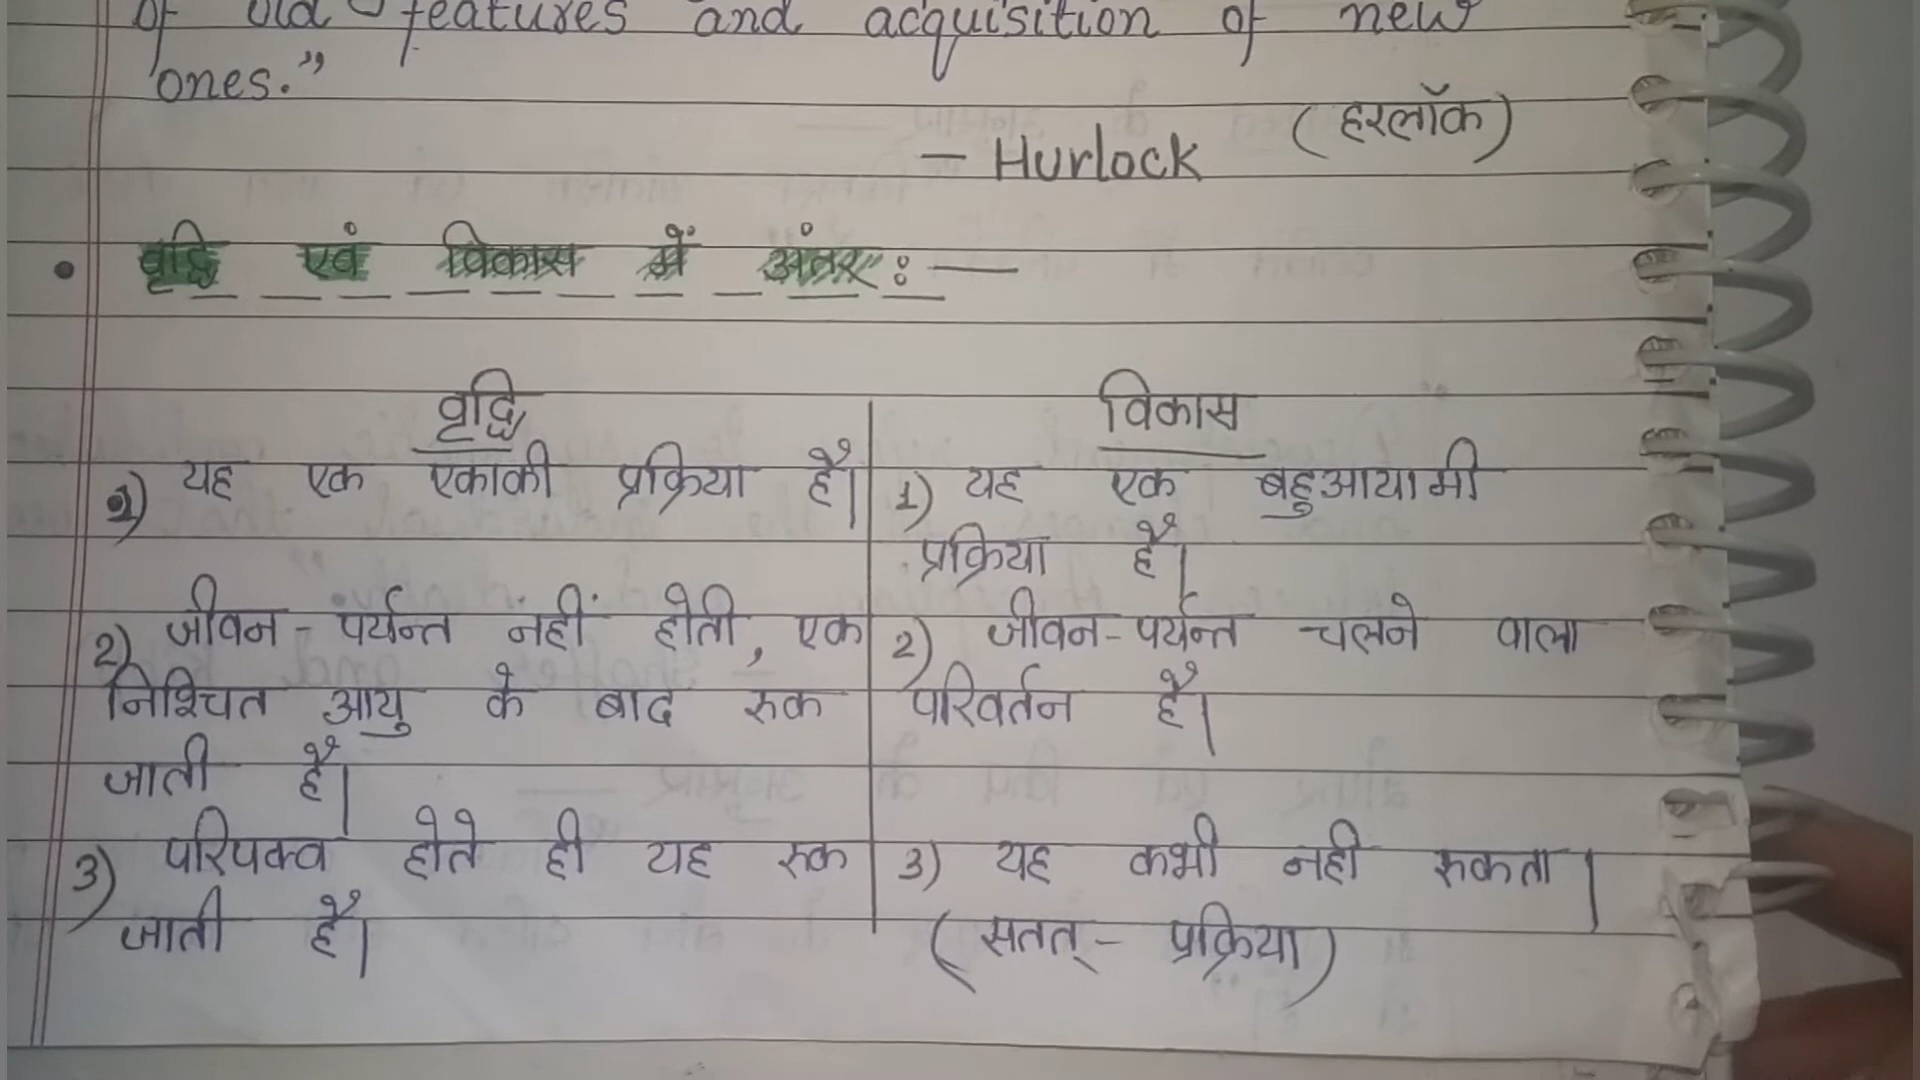 of old features and acquisition of new
ones."
(हरलॉक)
— Hurlock
• वृद्धि एवं विकास में अंतर :—
वृद्धि
1) यह एक एकाकी प्रक्रिया है।
2) जीवन - पर्यन्त नहीं होती, एक
निश्चित आयु के बाद रुक
जाती है।
3) परिपक्व होते ही यह रुक
जाती है।
विकास
1) यह एक बहुआयामी
प्रक्रिया है।
2) जीवन-पर्यन्त चलने वाला
परिवर्तन है।
3) यह कभी नही रुकता।
(सतत् - प्रक्रिया)